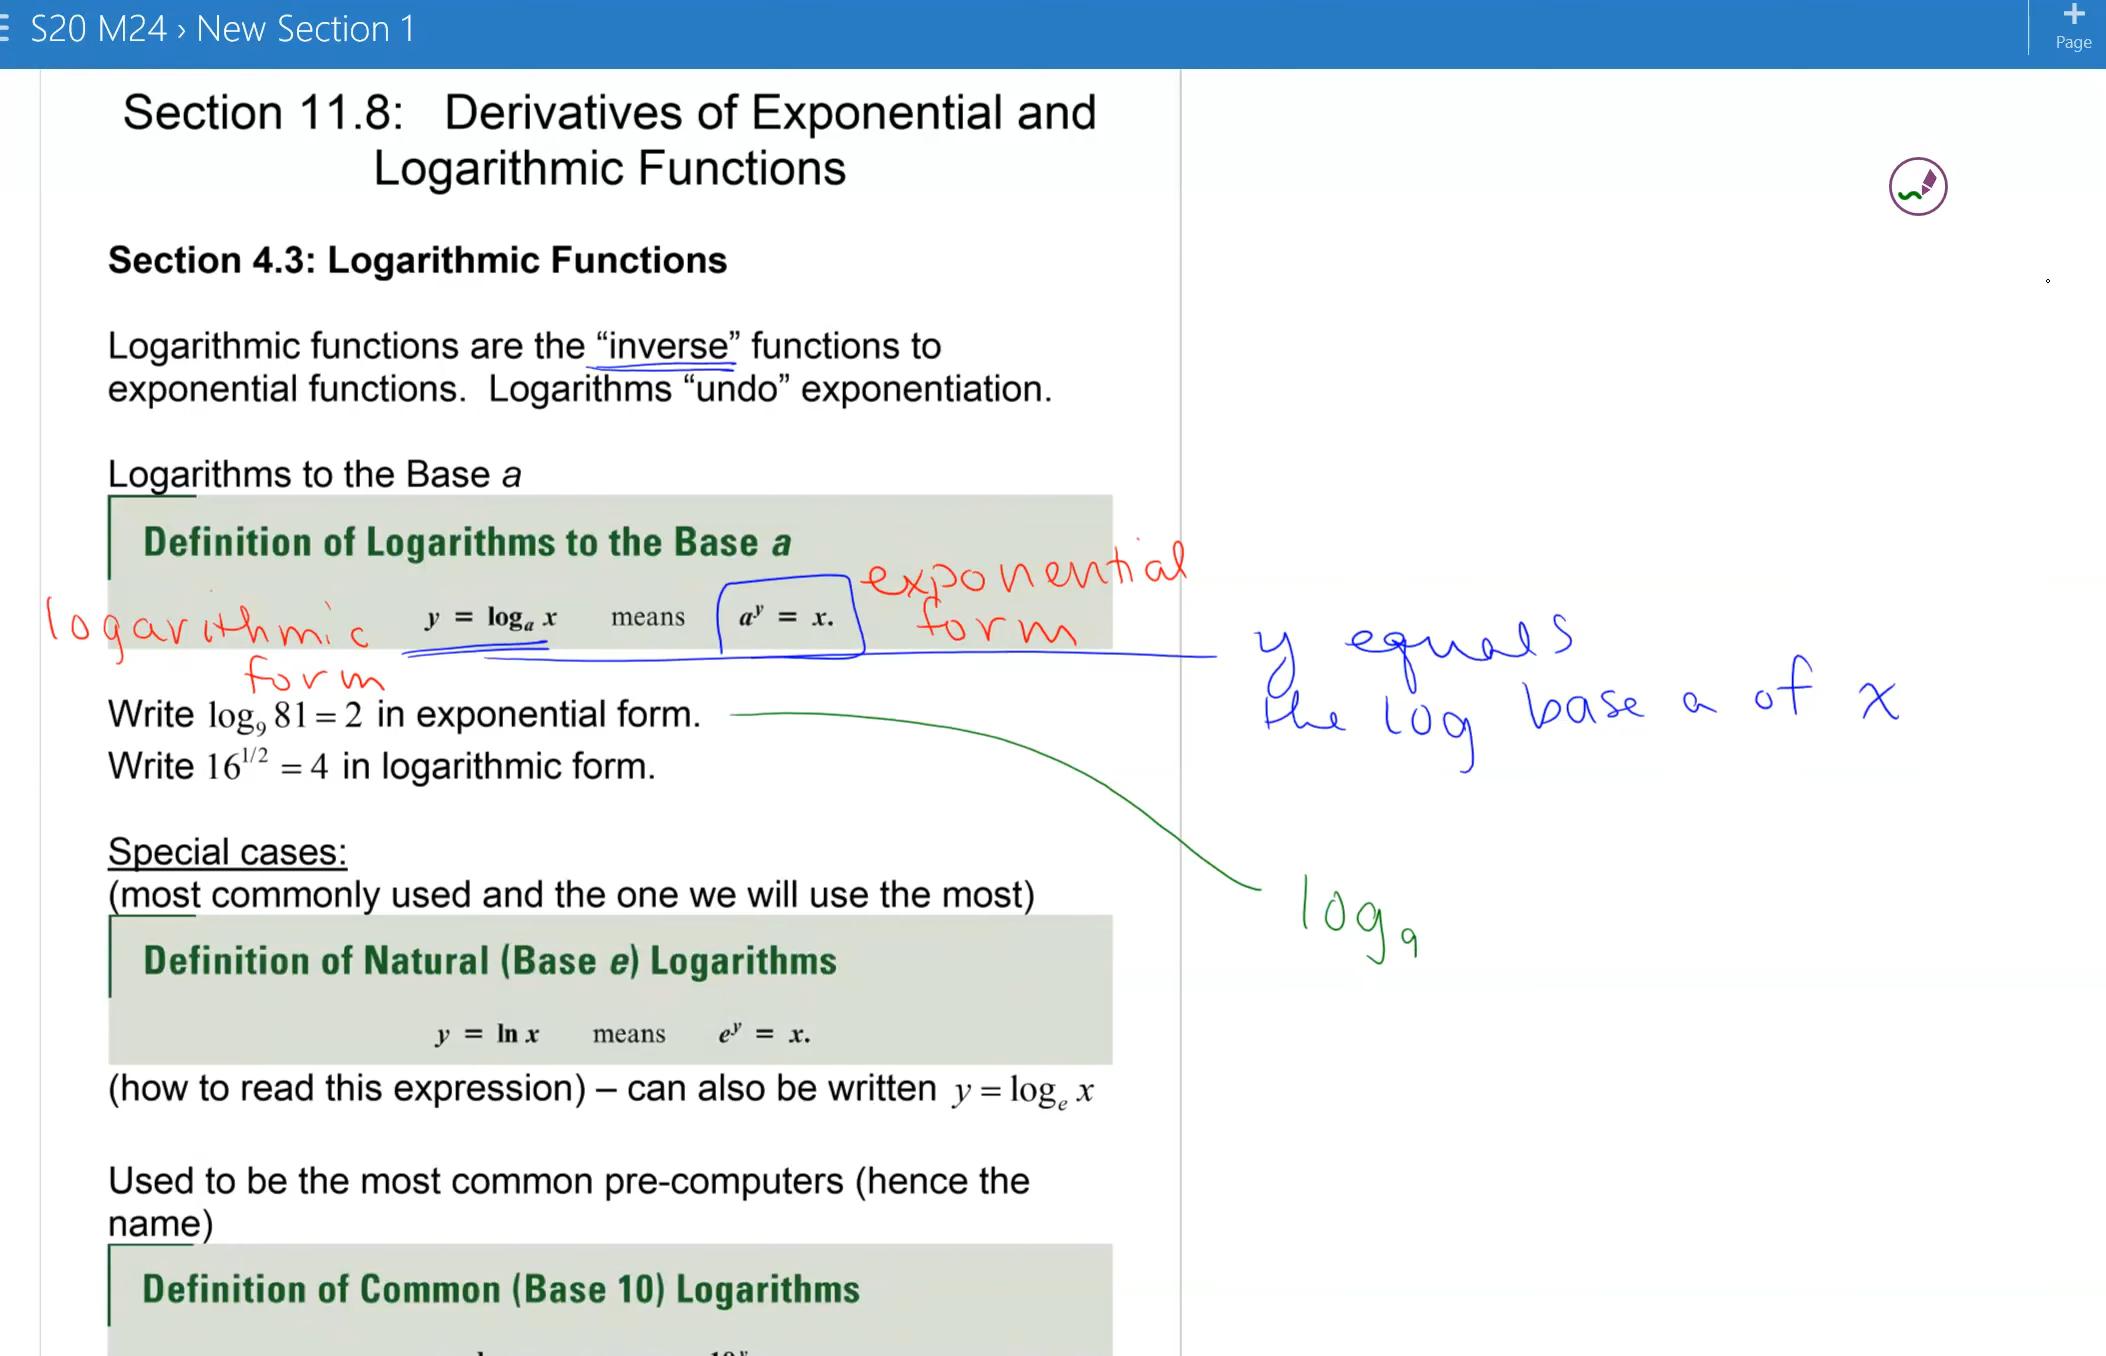 S20 M24 › New Section 1
+
Page
Section 11.8: Derivatives of Exponential and
Logarithmic Functions
Section 4.3: Logarithmic Functions
Logarithmic functions are the “inverse” functions to
exponential functions. Logarithms “undo” exponentiation.
Logarithms to the Base a
Definition of Logarithms to the Base a
logarithmic form
y = logₐ x means aʸ = x.
exponential form
y equals
the log base a of x
Write log₉ 81 = 2 in exponential form.
Write 16^{1/2} = 4 in logarithmic form.
log₉
Special cases:
(most commonly used and the one we will use the most)
Definition of Natural (Base e) Logarithms
y = ln x means eʸ = x.
(how to read this expression) – can also be written y = logₑ x
Used to be the most common pre-computers (hence the
name)
Definition of Common (Base 10) Logarithms